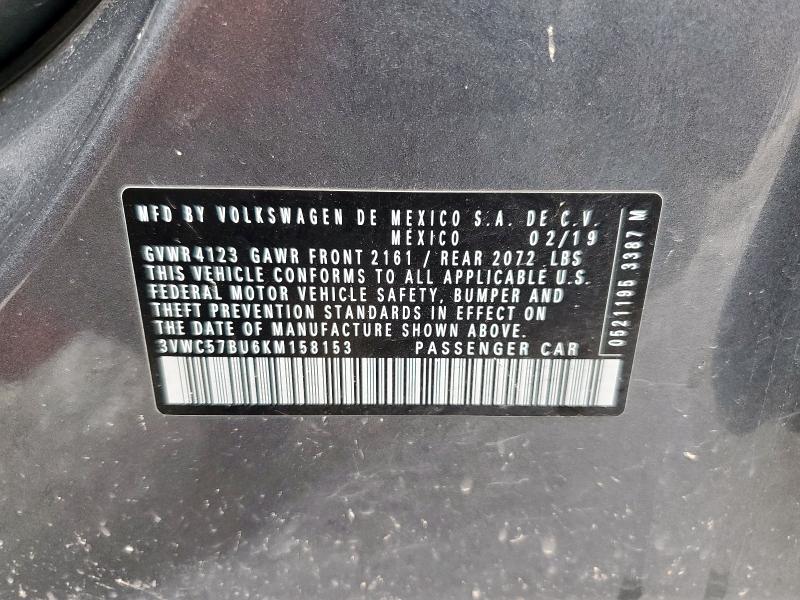 MFD BY VOLKSWAGEN DE MEXICO S.A. DE C.V.
MÉXICO 02/19
GVWR 4123 GAWR FRONT 2161 / REAR 2072 LBS
THIS VEHICLE CONFORMS TO ALL APPLICABLE U.S.
FEDERAL MOTOR VEHICLE SAFETY, BUMPER AND
THEFT PREVENTION STANDARDS IN EFFECT ON
THE DATE OF MANUFACTURE SHOWN ABOVE.
3VWC57BU6KM158153 PASSENGER CAR
0521195 3387 M